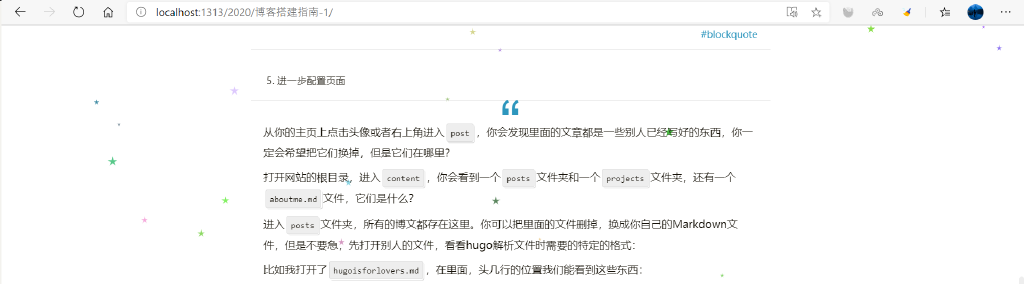 localhost:1313/2020/博客搭建指南-1/
#blockquote
5. 进一步配置页面
“
从你的主页上点击头像或者右上角进入 post ，你会发现里面的文章都是一些别人已经写好的东西，你一
定会希望把它们换掉，但是它们在哪里？
打开网站的根目录，进入 content ，你会看到一个 posts 文件夹和一个 projects 文件夹，还有一个
aboutme.md 文件，它们是什么？
进入 posts 文件夹，所有的博文都存在这里。你可以把里面的文件删掉，换成你自己的Markdown文
件，但是不要急，先打开别人的文件，看看hugo解析文件时需要的特定的格式：
比如我打开了 hugoisforlovers.md ，在里面，头几行的位置我们能看到这些东西：